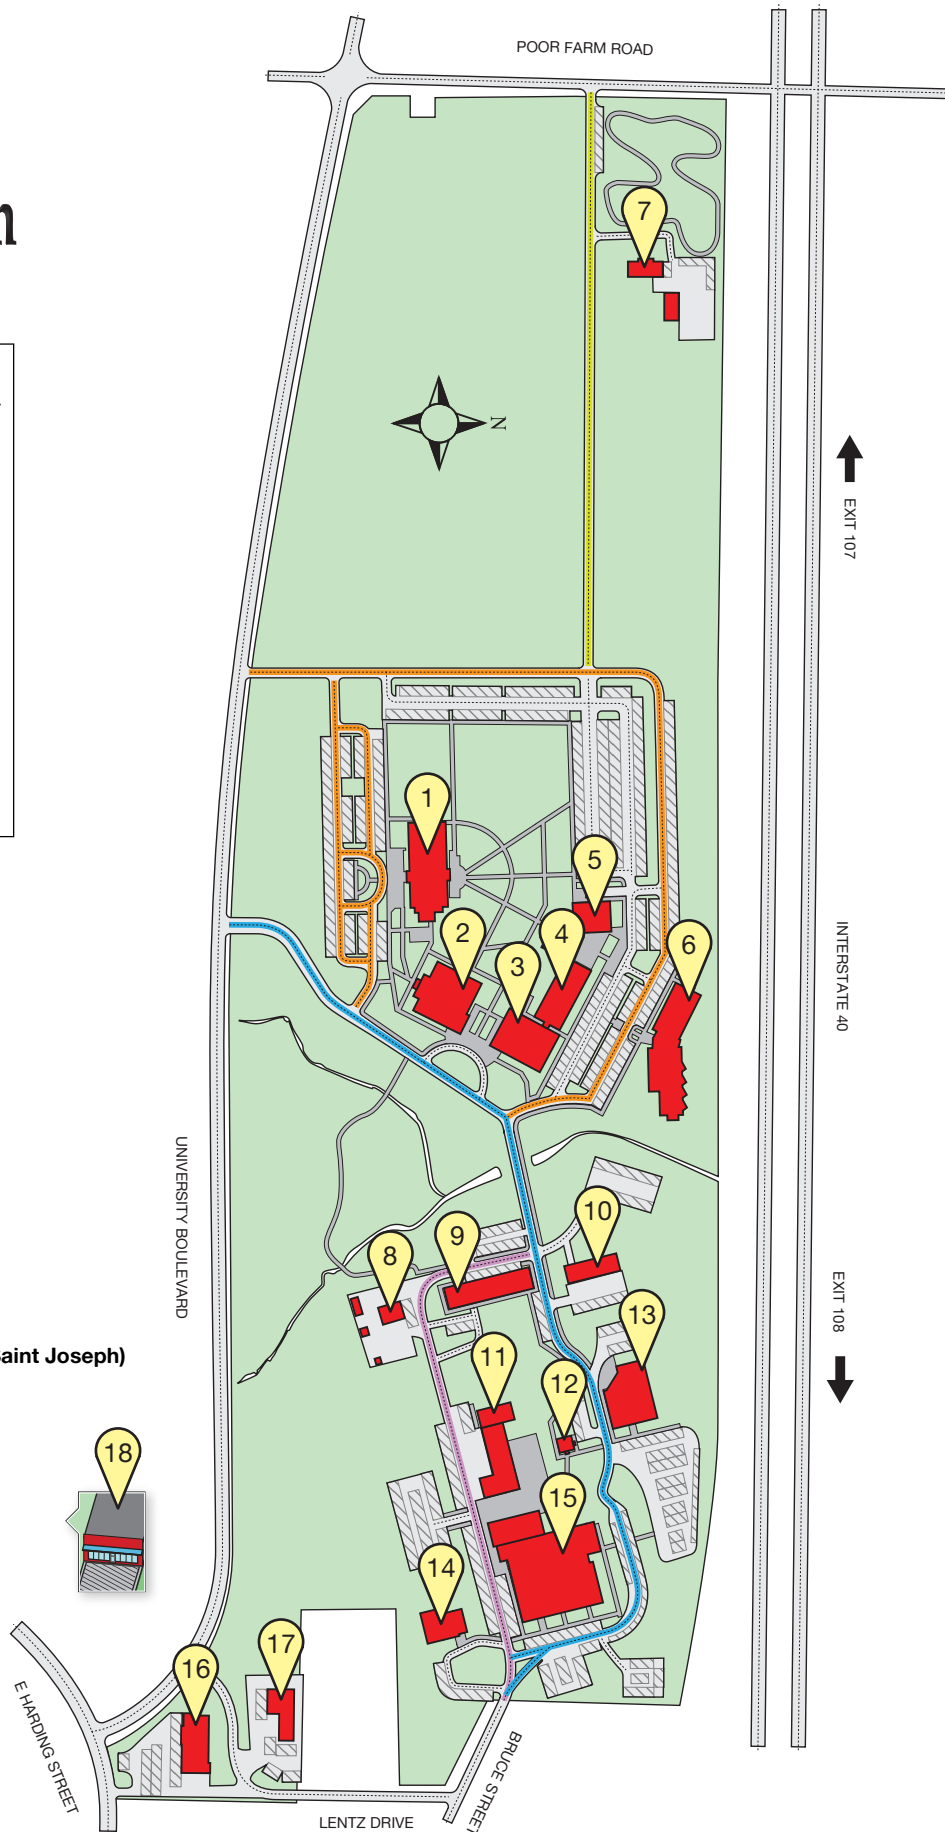 POOR FARM ROAD
n
7
N
EXIT 107
1
5
2
4
3
6
INTERSTATE 40
UNIVERSITY BOULEVARD
10
9
8
EXIT 108
13
Saint Joseph)
11
12
18
15
14
17
16
E HARDING STREET
BRUCE STREET
LENTZ DRIVE